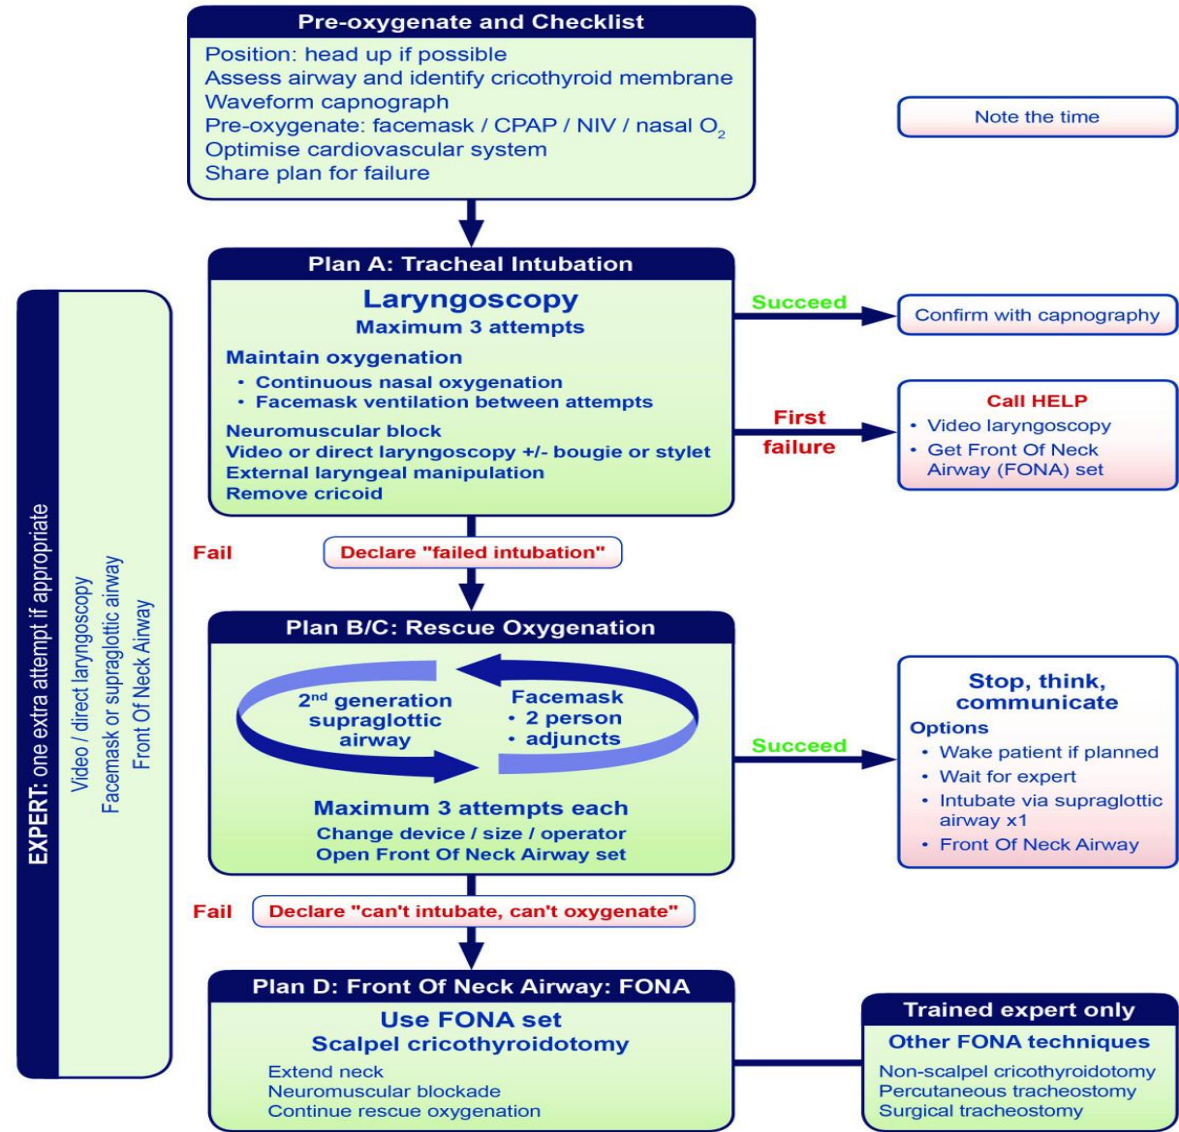 Pre-oxygenate and Checklist
Position: head up if possible
Assess airway and identify cricothyroid membrane
Waveform capnograph
Pre-oxygenate: facemask / CPAP / NIV / nasal O₂
Optimise cardiovascular system
Share plan for failure
Note the time
Plan A: Tracheal Intubation
Laryngoscopy
Maximum 3 attempts
Maintain oxygenation
• Continuous nasal oxygenation
• Facemask ventilation between attempts
Neuromuscular block
Video or direct laryngoscopy +/- bougie or stylet
External laryngeal manipulation
Remove cricoid
Succeed
Confirm with capnography
First
failure
Call HELP
• Video laryngoscopy
• Get Front Of Neck
Airway (FONA) set
Fail
Declare "failed intubation"
Plan B/C: Rescue Oxygenation
2nd generation
supraglottic
airway
Facemask
• 2 person
• adjuncts
Maximum 3 attempts each
Change device / size / operator
Open Front Of Neck Airway set
Succeed
Stop, think,
communicate
Options
• Wake patient if planned
• Wait for expert
• Intubate via supraglottic
airway x1
• Front Of Neck Airway
Fail
Declare "can't intubate, can't oxygenate"
Plan D: Front Of Neck Airway: FONA
Use FONA set
Scalpel cricothyroidotomy
Extend neck
Neuromuscular blockade
Continue rescue oxygenation
Trained expert only
Other FONA techniques
Non-scalpel cricothyroidotomy
Percutaneous tracheostomy
Surgical tracheostomy
EXPERT: one extra attempt if appropriate
Video / direct laryngoscopy
Facemask or supraglottic airway
Front Of Neck Airway